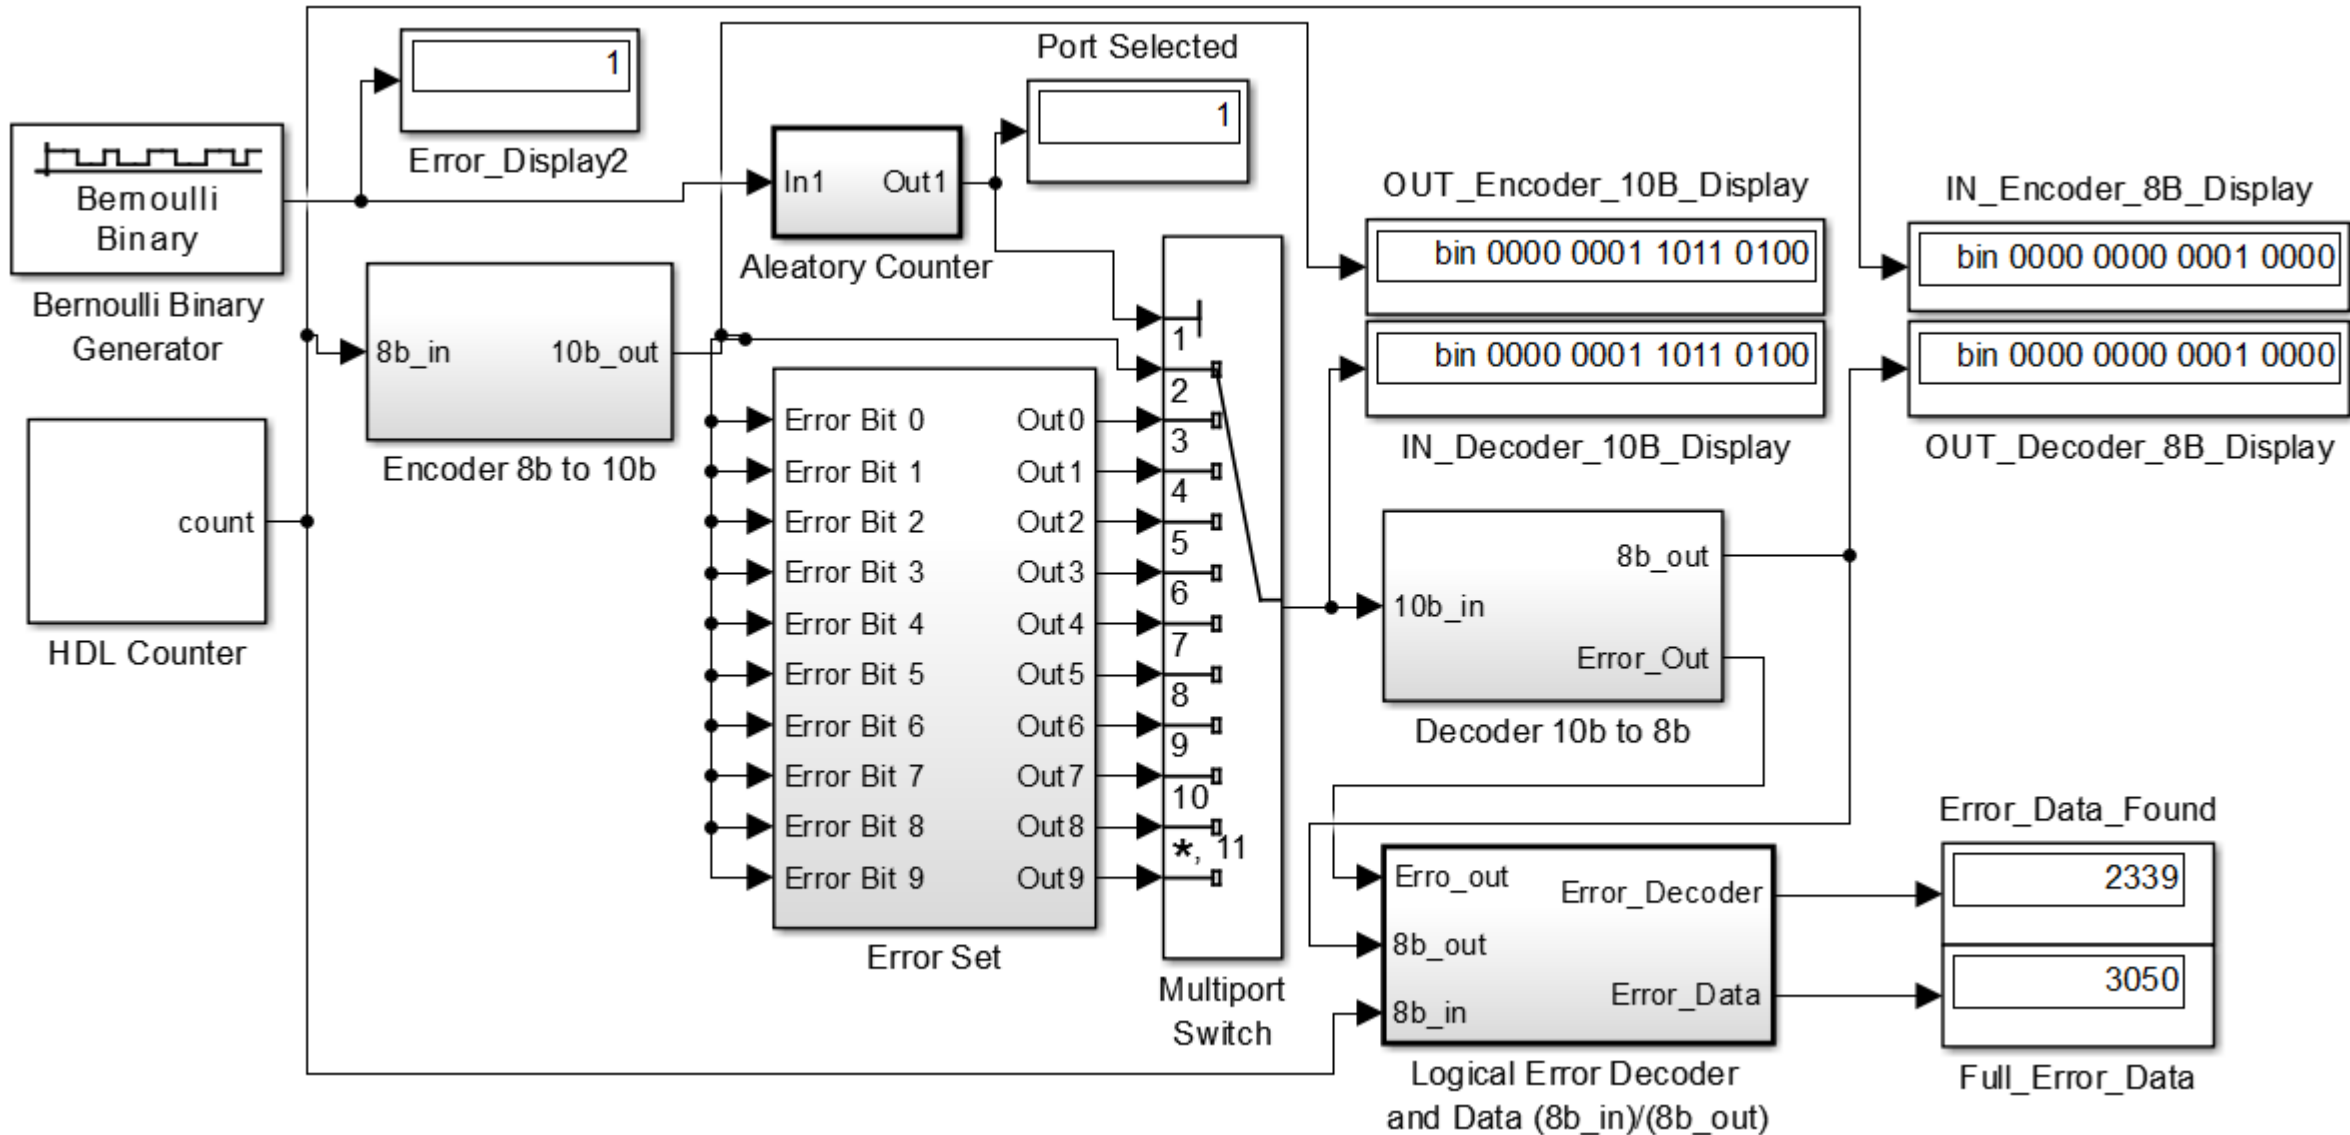 1
Error_Display2
Bernoulli
Binary
Bernoulli Binary
Generator
Port Selected
1
In1 Out1
Aleatory Counter
OUT_Encoder_10B_Display
bin 0000 0001 1011 0100
bin 0000 0001 1011 0100
IN_Decoder_10B_Display
IN_Encoder_8B_Display
bin 0000 0000 0001 0000
bin 0000 0000 0001 0000
OUT_Decoder_8B_Display
8b_in 10b_out
Encoder 8b to 10b
count
HDL Counter
Error Bit 0 Out0
Error Bit 1 Out1
Error Bit 2 Out2
Error Bit 3 Out3
Error Bit 4 Out4
Error Bit 5 Out5
Error Bit 6 Out6
Error Bit 7 Out7
Error Bit 8 Out8
Error Bit 9 Out9
Error Set
1
2
3
4
5
6
7
8
9
10
*, 11
Multiport
Switch
8b_out
10b_in
Error_Out
Decoder 10b to 8b
Erro_out
8b_out
8b_in
Error_Decoder
Error_Data
Logical Error Decoder
and Data (8b_in)/(8b_out)
Error_Data_Found
2339
3050
Full_Error_Data